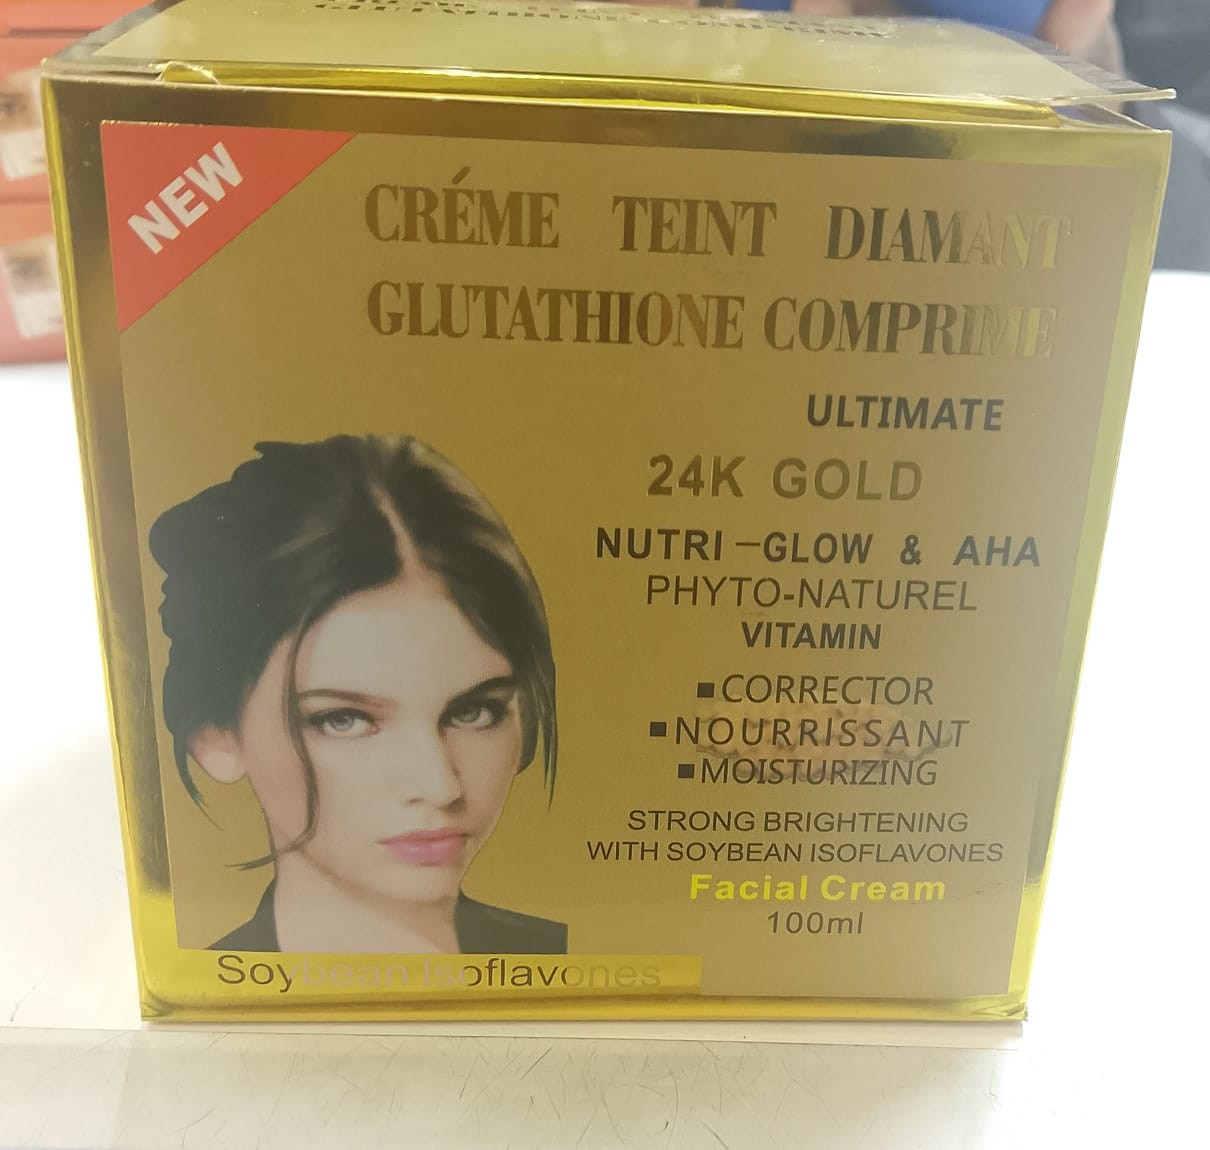 NEW
CRÉME TEINT DIAMANT
GLUTATHIONE COMPRIME
ULTIMATE
24K GOLD
NUTRI–GLOW & AHA
PHYTO-NATUREL
VITAMIN
▪CORRECTOR
▪NOURRISSANT
▪MOISTURIZING
STRONG BRIGHTENING
WITH SOYBEAN ISOFLAVONES
Facial Cream
100ml
Soybean Isoflavones